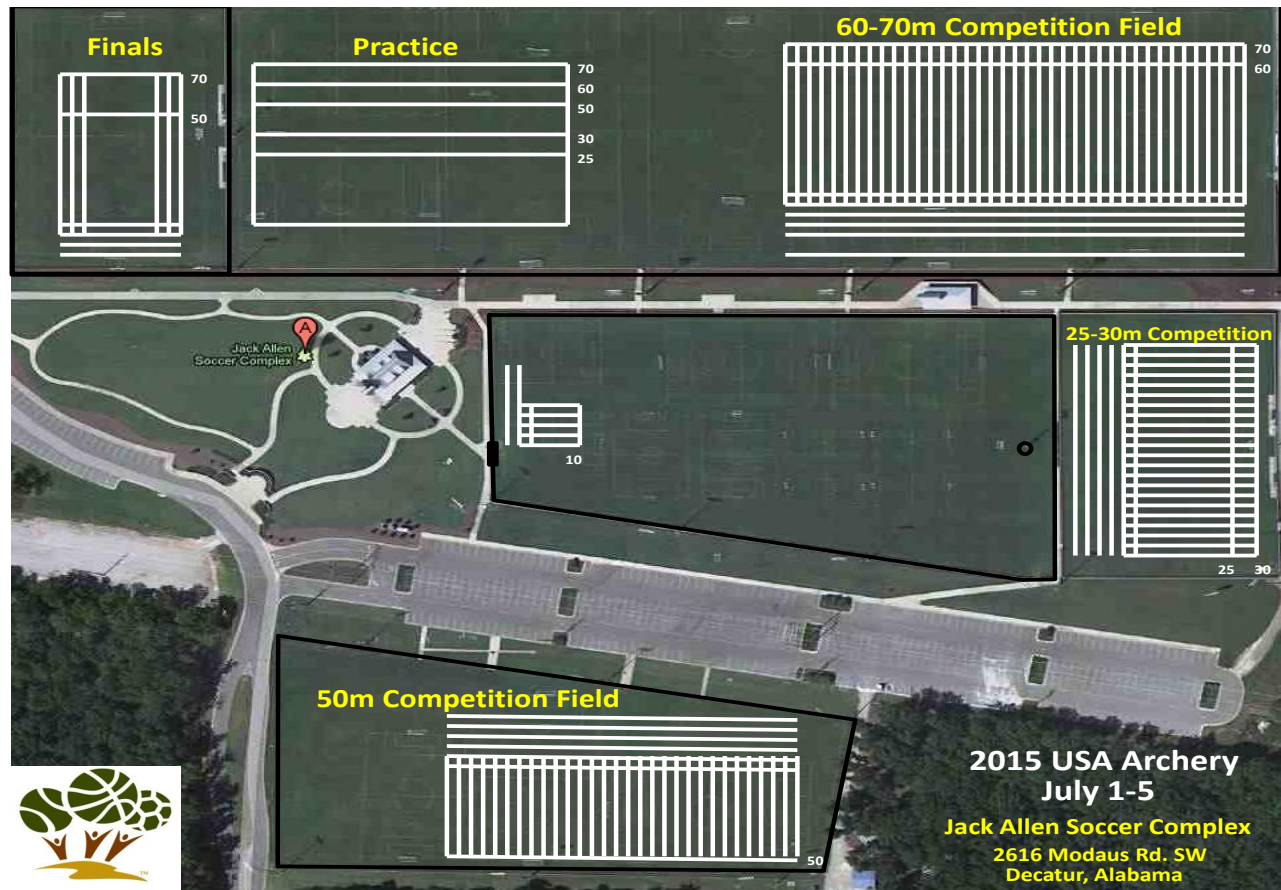 Finals
70
50
Practice
70
60
50
30
25
60-70m Competition Field
70
60
A
Jack Allen
Soccer Complex
10
25-30m Competition
25 30
50m Competition Field
50
2015 USA Archery
July 1-5
Jack Allen Soccer Complex
2616 Modaus Rd. SW
Decatur, Alabama
TM